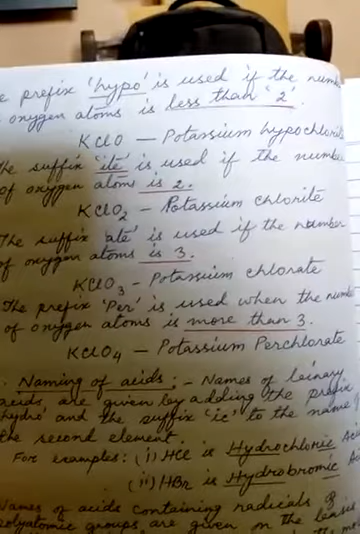 e prefix 'hypo' is used if the numb
oxygen atoms is less than '2'.
KClO — Potassium hypochlorit
he suffix 'ite' is used if the number
of oxygen atoms is 2.
KClO2 - Potassium chlorite
The suffix 'ate' is used if the number
of oxygen atoms is 3.
KClO3 - Potassium chlorate
The prefix 'Per' is used when the numb
of oxygen atoms is more than 3.
KClO4 — Potassium Perchlorate
. Naming of acids :- Names of binary
acids are given by adding the prefix
'hydro' and the suffix 'ic' to the name of
the second element.
For examples: (i) HCl is Hydrochloric Aci
(ii) HBr is Hydrobromic A
Names of acids containing radicals of
polyatomic groups are given on the basis